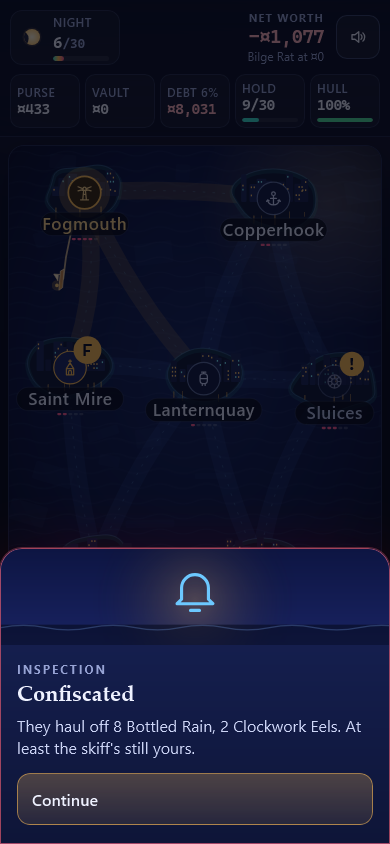 NIGHT
6/30
NET WORTH
−¤1,077
Bilge Rat at ¤0
PURSE
¤433
VAULT
¤0
DEBT 6%
¤8,031
HOLD
9/30
HULL
100%
Fogmouth
Copperhook
F
Saint Mire
Lanternquay
!
Sluices
INSPECTION
Confiscated
They haul off 8 Bottled Rain, 2 Clockwork Eels. At
least the skiff's still yours.
Continue